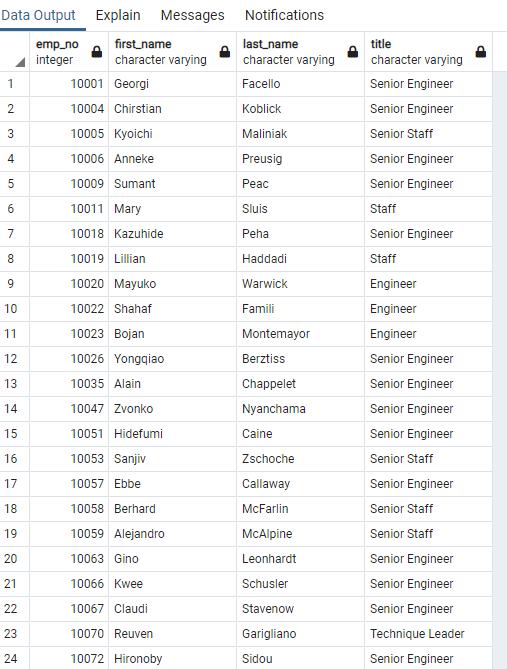 Data Output Explain Messages Notifications
emp_no first_name last_name title
integer character varying character varying character varying
1 10001 Georgi Facello Senior Engineer
2 10004 Chirstian Koblick Senior Engineer
3 10005 Kyoichi Maliniak Senior Staff
4 10006 Anneke Preusig Senior Engineer
5 10009 Sumant Peac Senior Engineer
6 10011 Mary Sluis Staff
7 10018 Kazuhide Peha Senior Engineer
8 10019 Lillian Haddadi Staff
9 10020 Mayuko Warwick Engineer
10 10022 Shahaf Famili Engineer
11 10023 Bojan Montemayor Engineer
12 10026 Yongqiao Berztiss Senior Engineer
13 10035 Alain Chappelet Senior Engineer
14 10047 Zvonko Nyanchama Senior Engineer
15 10051 Hidefumi Caine Senior Engineer
16 10053 Sanjiv Zschoche Senior Staff
17 10057 Ebbe Callaway Senior Engineer
18 10058 Berhard McFarlin Senior Staff
19 10059 Alejandro McAlpine Senior Staff
20 10063 Gino Leonhardt Senior Engineer
21 10066 Kwee Schusler Senior Engineer
22 10067 Claudi Stavenow Senior Engineer
23 10070 Reuven Garigliano Technique Leader
24 10072 Hironoby Sidou Senior Engineer